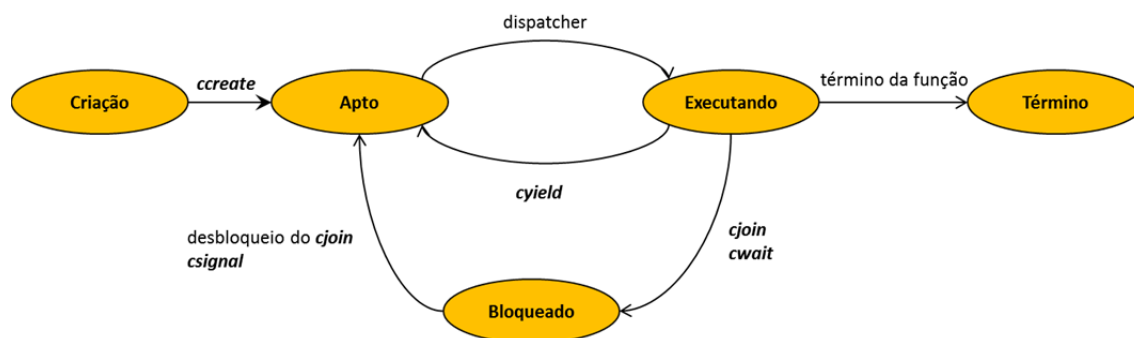 dispatcher
ccreate
término da função
Criação
Apto
Executando
Término
cyield
desbloqueio do cjoin
csignal
cjoin
cwait
Bloqueado